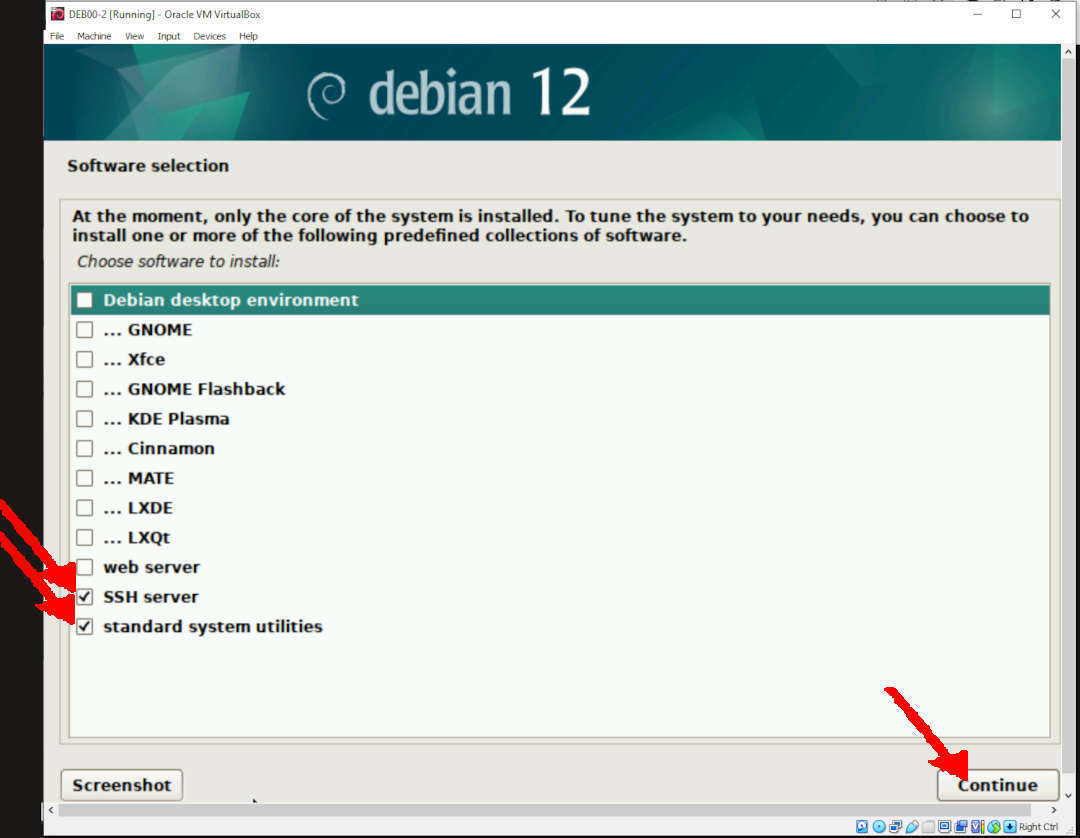 DEB00-2 [Running] - Oracle VM VirtualBox
File Machine View Input Devices Help
debian 12
Software selection
At the moment, only the core of the system is installed. To tune the system to your needs, you can choose to
install one or more of the following predefined collections of software.
Choose software to install:
Debian desktop environment
... GNOME
... Xfce
... GNOME Flashback
... KDE Plasma
... Cinnamon
... MATE
... LXDE
... LXQt
web server
SSH server
standard system utilities
Screenshot
Continue
Right Ctrl